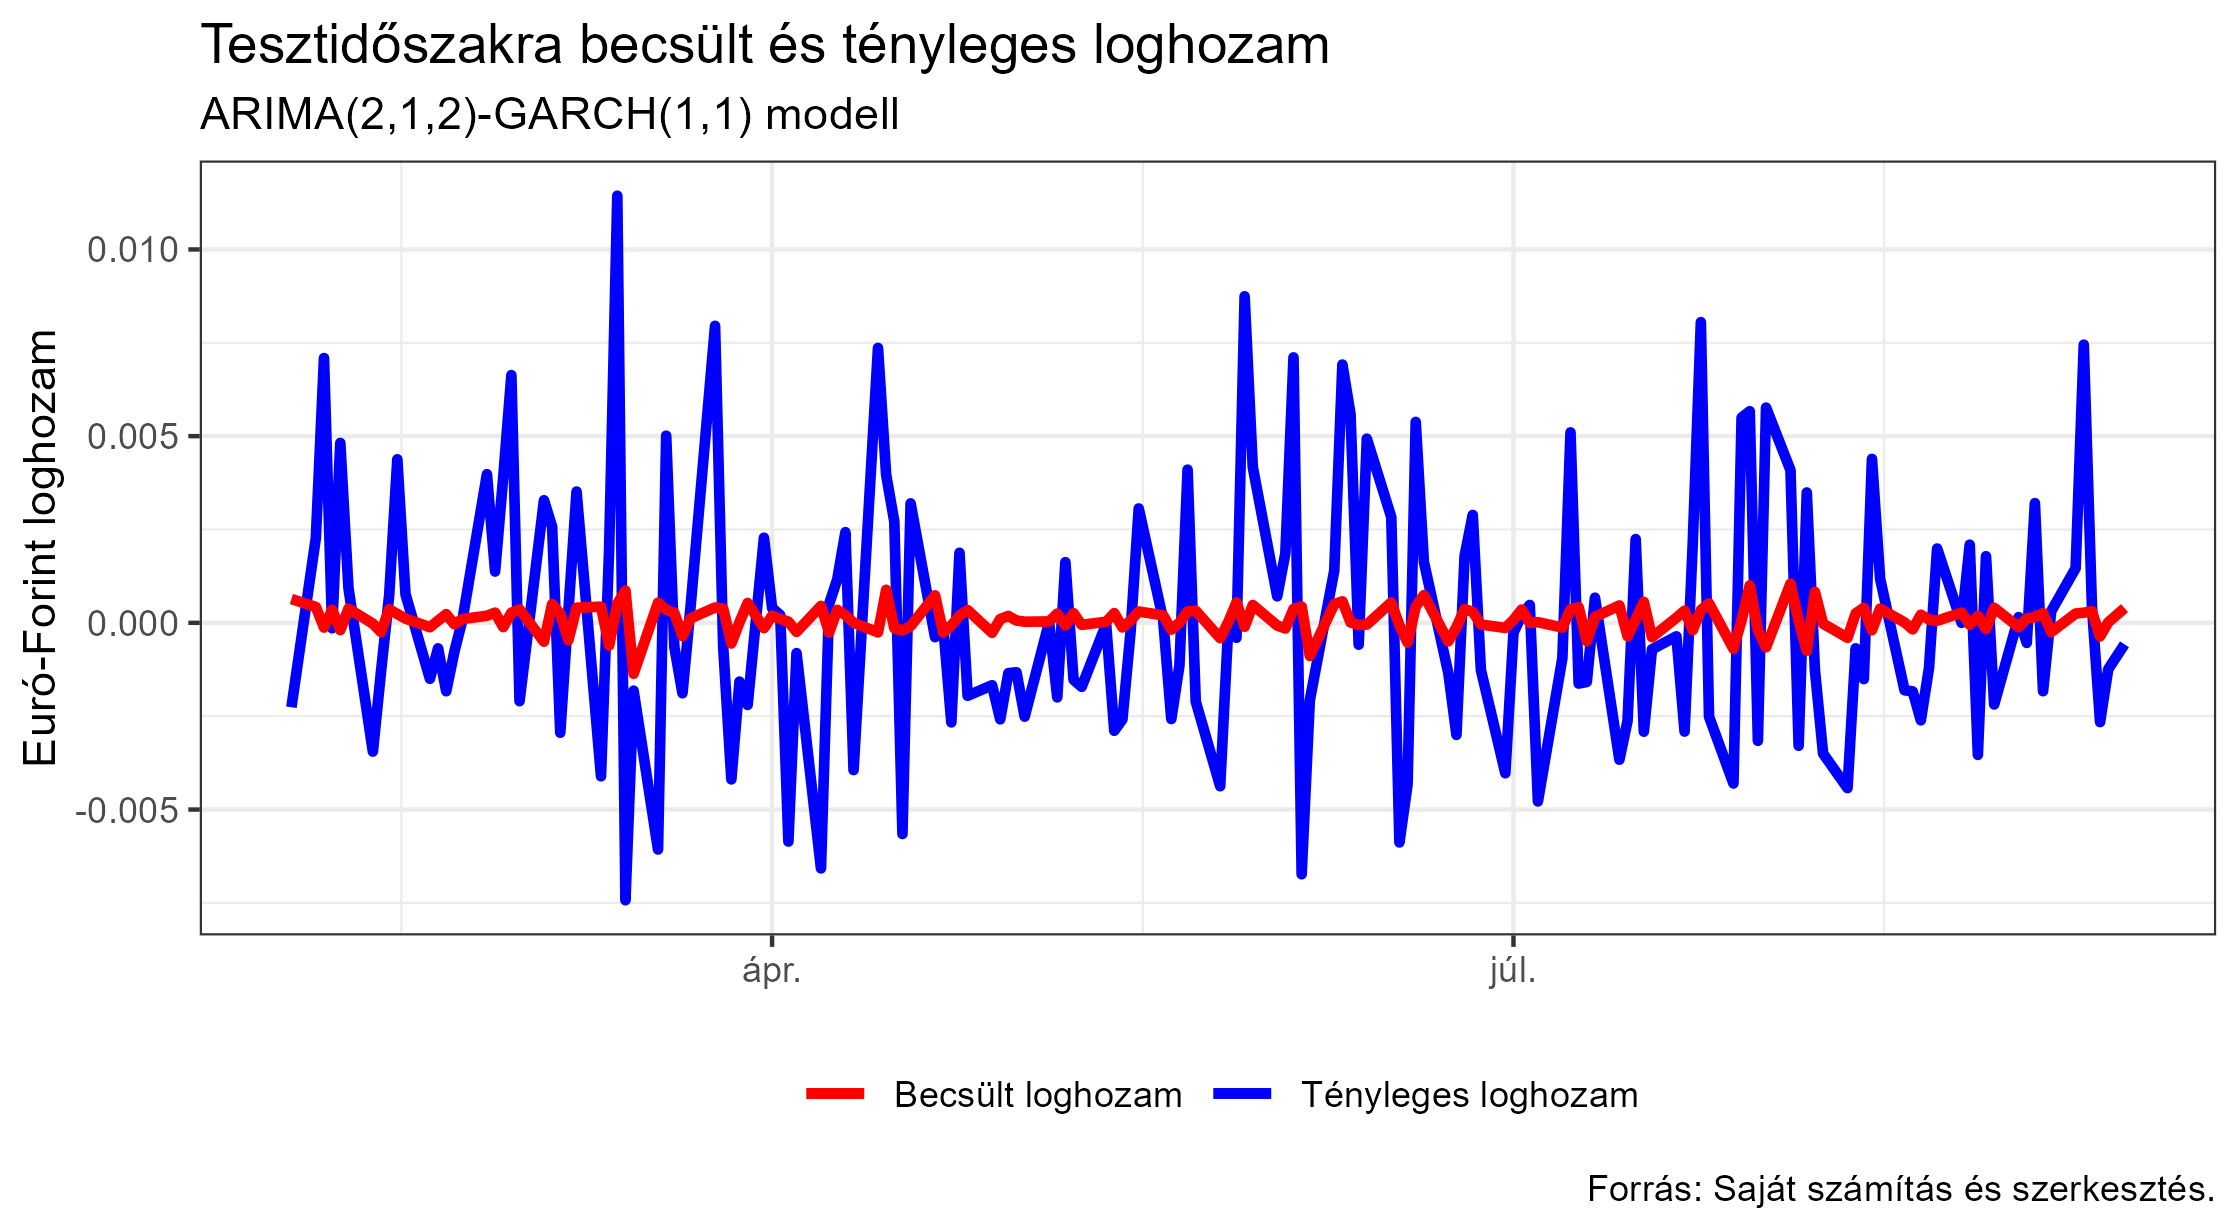 Tesztidőszakra becsült és tényleges loghozam
ARIMA(2,1,2)-GARCH(1,1) modell
Euró-Forint loghozam
0.010
0.005
0.000
-0.005
ápr.
júl.
Becsült loghozam
Tényleges loghozam
Forrás: Saját számítás és szerkesztés.